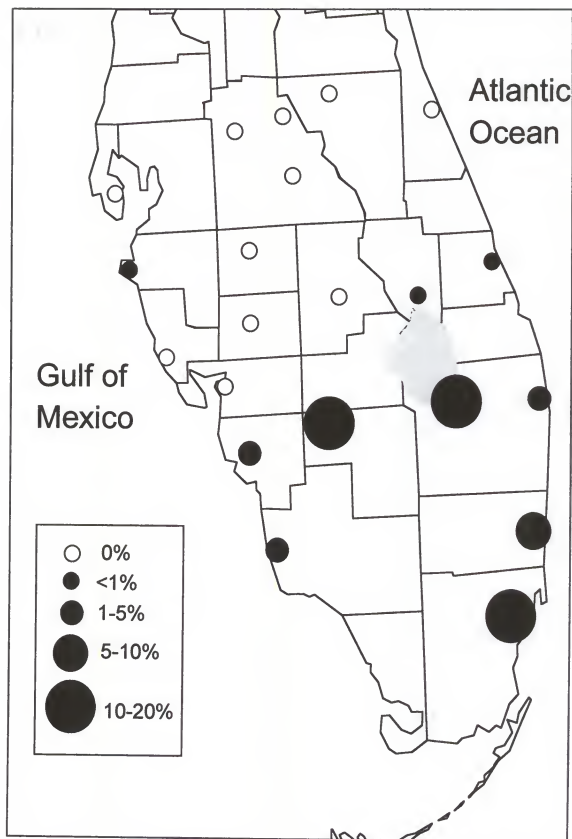 Atlantic
Ocean
Gulf of
Mexico
0%
<1%
1-5%
5-10%
10-20%